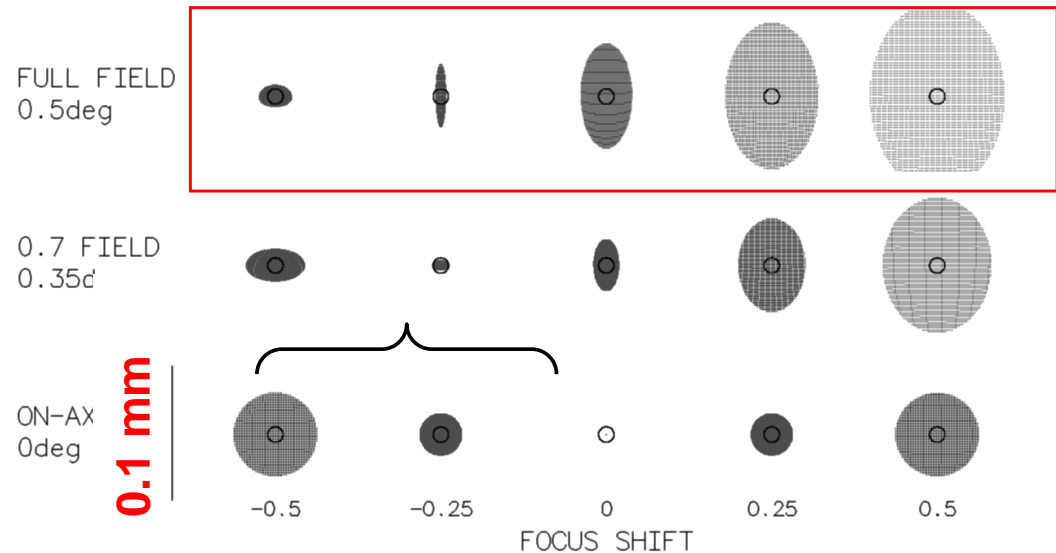 FULL FIELD
0.5deg
0.7 FIELD
0.35d
ON-AX
0deg
0.1 mm
-0.5 -0.25 0 0.25 0.5
FOCUS SHIFT